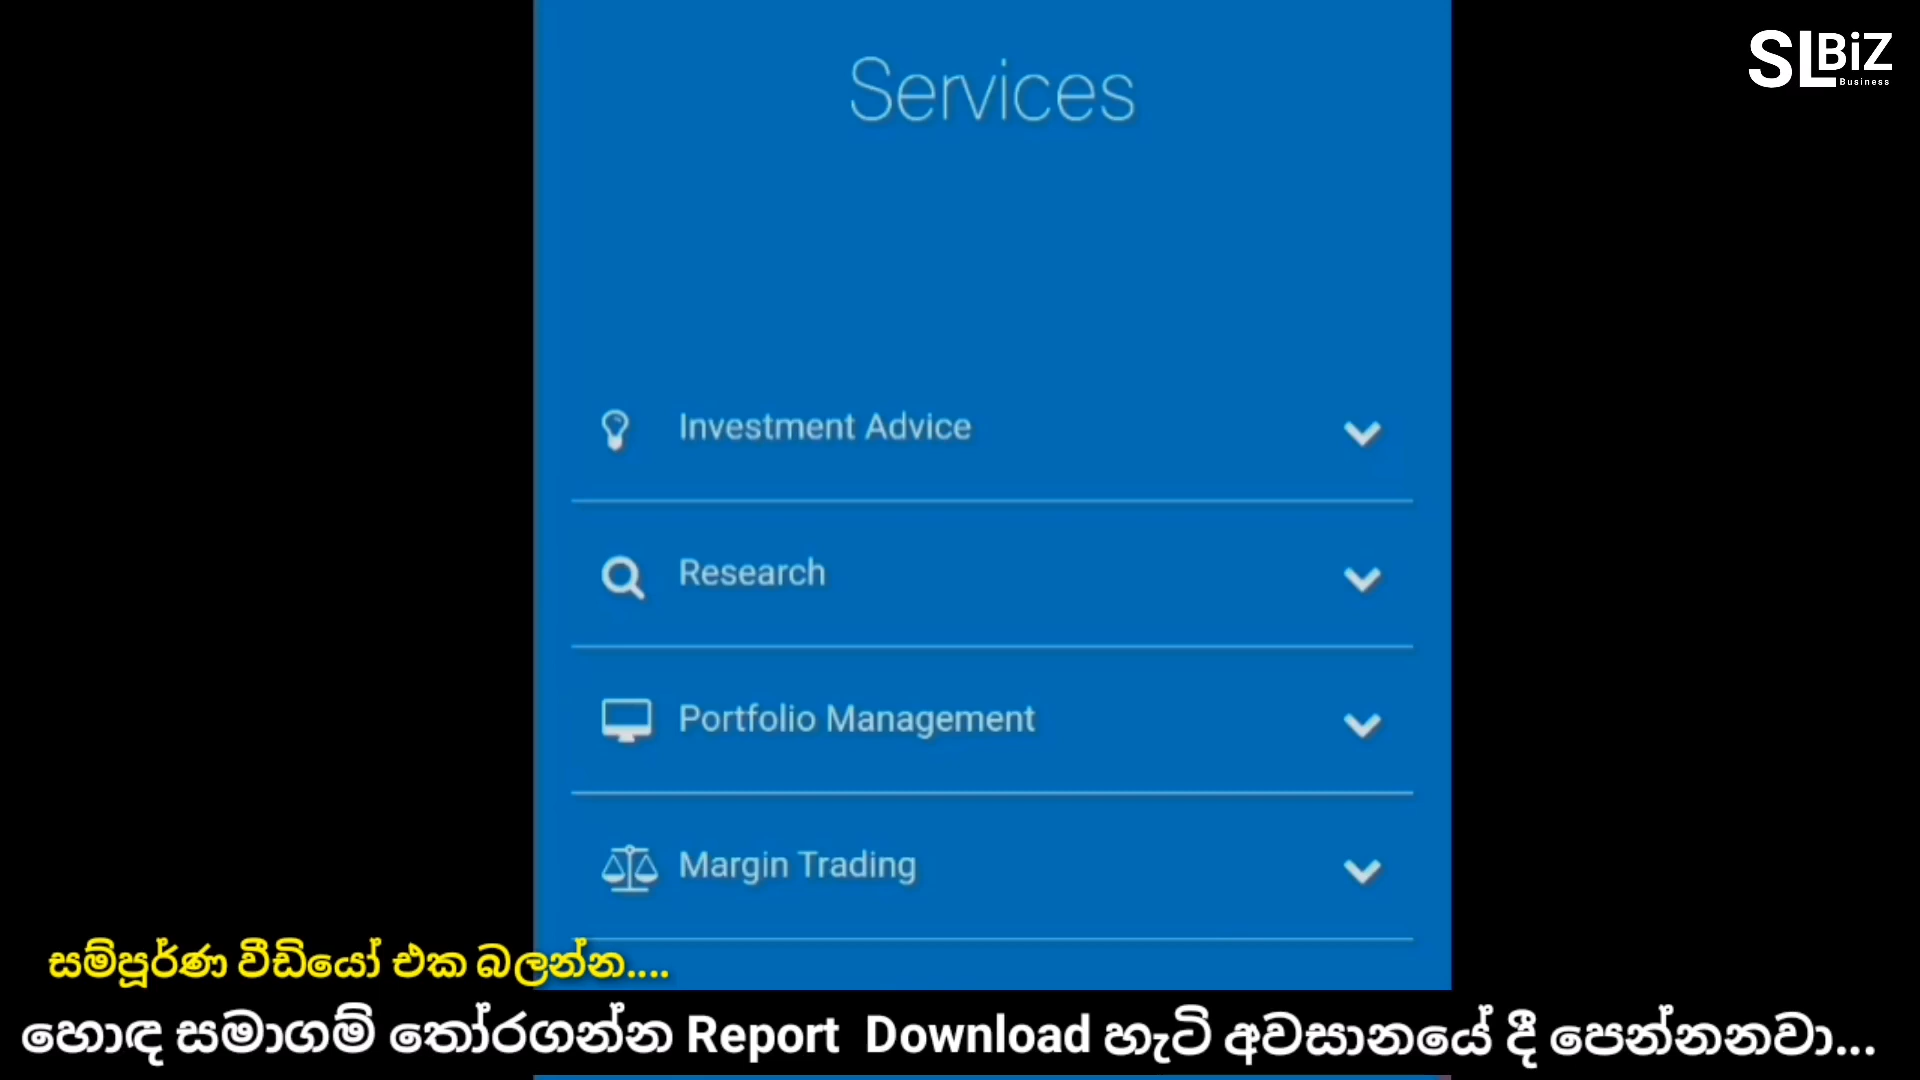 SLBiZ
Business
Services
Investment Advice
Research
Portfolio Management
Margin Trading
සම්පූර්ණ වීඩියෝ එක බලන්න....
හොඳ සමාගම් තෝරගන්න Report Download හැටි අවසානයේ දී පෙන්නනවා...